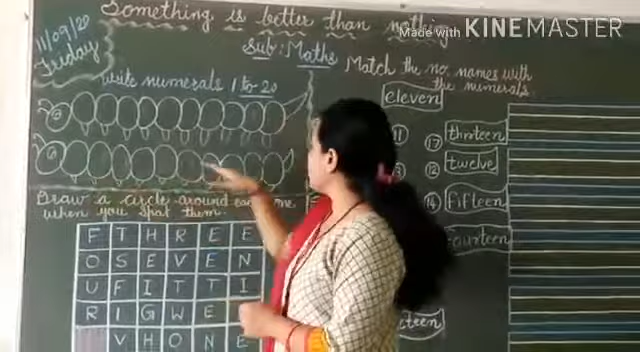 Something is better than nothing
Made with KINEMASTER
11/09/20
Friday
Sub: Maths
Match the no. names with
the numerals.
write numerals 1 to 20
eleven
11
17
thirteen
12
twelve
14
fifteen
fourteen
Draw a circle around each one
when you spot them.
F T H R E E
O S E V E N
U F I T T I
R I G W E
V H O N E